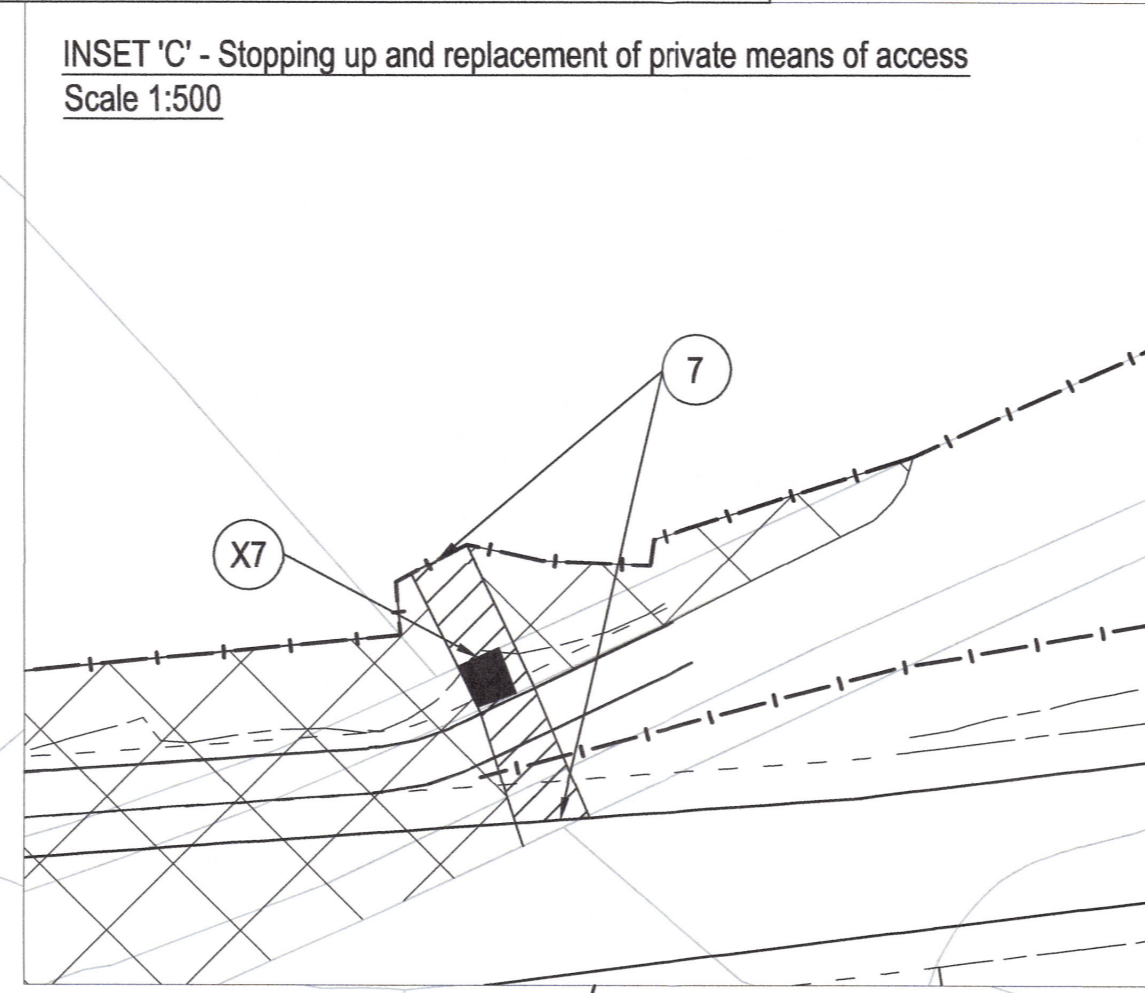 INSET 'C' - Stopping up and replacement of private means of access
Scale 1:500
7
X7